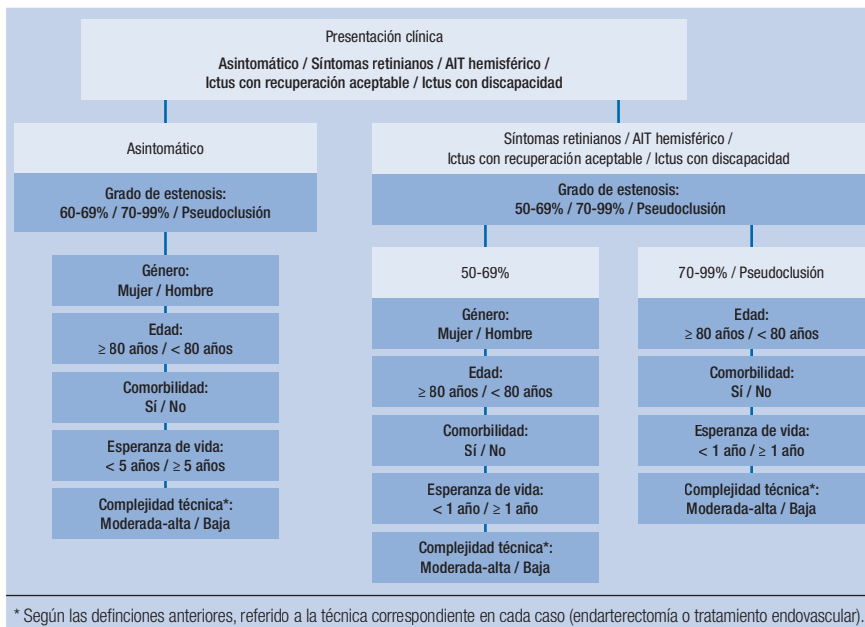 Presentación clínica
Asintomático / Síntomas retinianos / AIT hemisférico /
Ictus con recuperación aceptable / Ictus con discapacidad
Asintomático
Grado de estenosis:
60-69% / 70-99% / Pseudoclusión
Género:
Mujer / Hombre
Edad:
≥ 80 años / < 80 años
Comorbilidad:
Sí / No
Esperanza de vida:
< 5 años / ≥ 5 años
Complejidad técnica*:
Moderada-alta / Baja
Síntomas retinianos / AIT hemisférico /
Ictus con recuperación aceptable / Ictus con discapacidad
Grado de estenosis:
50-69% / 70-99% / Pseudoclusión
50-69%
Género:
Mujer / Hombre
Edad:
≥ 80 años / < 80 años
Comorbilidad:
Sí / No
Esperanza de vida:
< 1 año / ≥ 1 año
Complejidad técnica*:
Moderada-alta / Baja
70-99% / Pseudoclusión
Edad:
≥ 80 años / < 80 años
Comorbilidad:
Sí / No
Esperanza de vida:
< 1 año / ≥ 1 año
Complejidad técnica*:
Moderada-alta / Baja
* Según las definciones anteriores, referido a la técnica correspondiente en cada caso (endarterectomía o tratamiento endovascular).